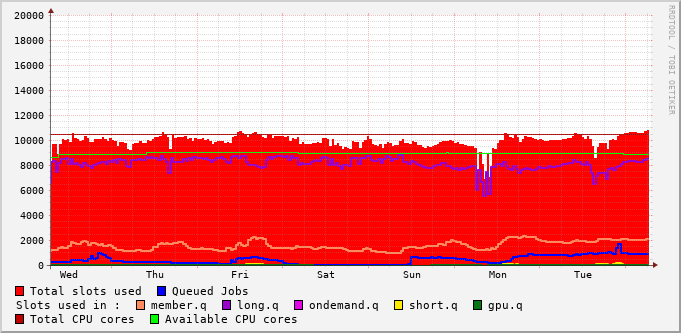 20000
18000
16000
14000
12000
10000
8000
6000
4000
2000
0
Wed Thu Fri Sat Sun Mon Tue
RRDTOOL / TOBI OETIKER
Total slots used Queued Jobs
Slots used in : member.q long.q ondemand.q short.q gpu.q
Total CPU cores Available CPU cores